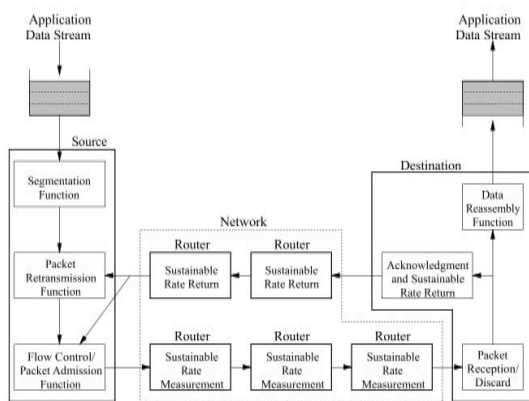 Application
Data Stream
Application
Data Stream
Source
Segmentation
Function
Destination
Data
Reassembly
Function
Network
Router
Router
Packet
Retransmission
Function
Sustainable
Rate Return
Sustainable
Rate Return
Acknowledgment
and Sustainable
Rate Return
Router
Router
Router
Flow Control/
Packet Admission
Function
Sustainable
Rate
Measurement
Sustainable
Rate
Measurement
Sustainable
Rate
Measurement
Packet
Reception/
Discard